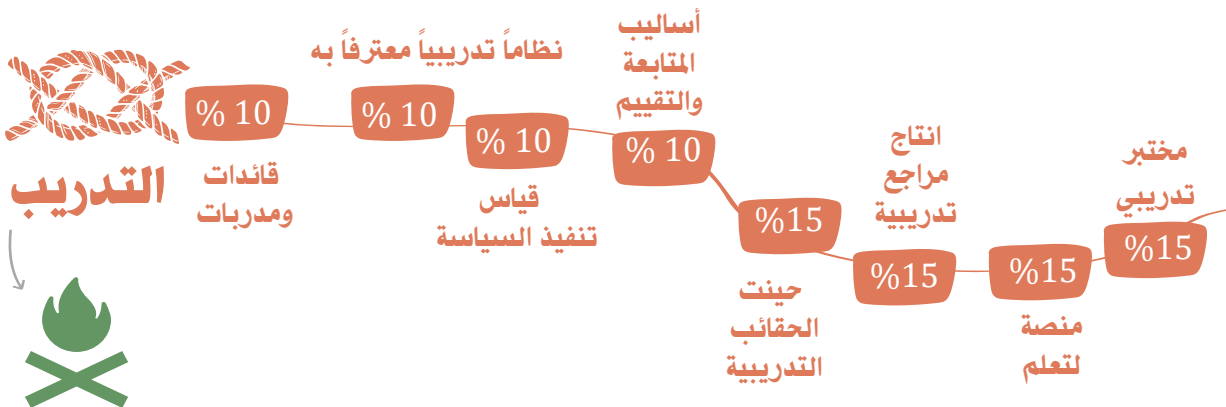 التدريب
% 10
قائدات
ومدربات
نظاماً تدريبياً معترفاً به
% 10
% 10
قياس
تنفيذ السياسة
أساليب
المتابعة
والتقييم
% 10
%15
حينت
الحقائب
التدريبية
انتاج
مراجع
تدريبية
%15
%15
منصة
لتعلم
مختبر
تدريبي
%15